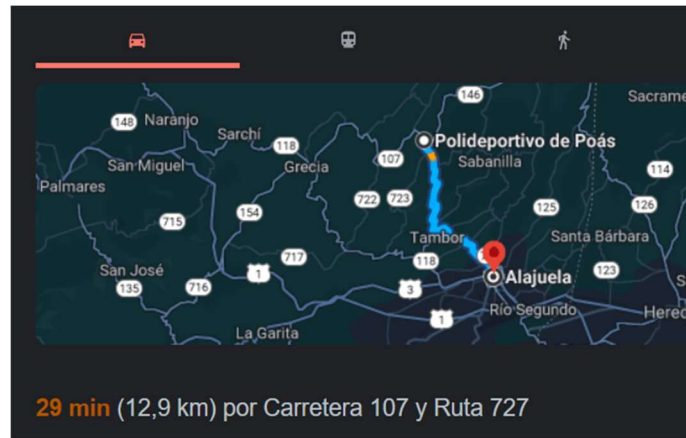 146
Sacrame
148
Naranjo
Sarchí
118
Polideportivo de Poás
San Miguel
Grecia
107
Sabanilla
114
Palmares
722
723
126
154
125
715
Tambor
Santa Bárbara
717
118
San José
1
Alajuela
123
135
716
3
Río Segundo
Hered
1
La Garita
29 min (12,9 km) por Carretera 107 y Ruta 727